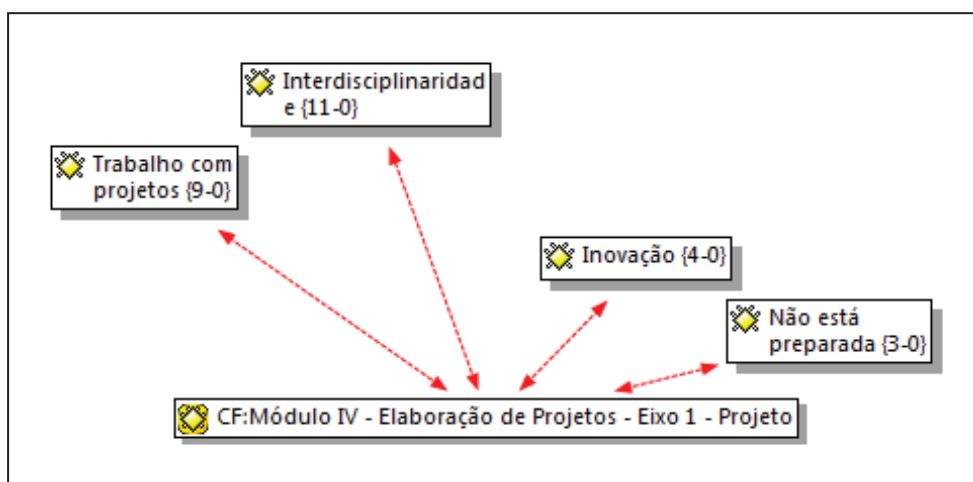 Interdisciplinaridad
e {11-0}
Trabalho com
projetos {9-0}
Inovação {4-0}
Não está
preparada {3-0}
CF:Módulo IV - Elaboração de Projetos - Eixo 1 - Projeto